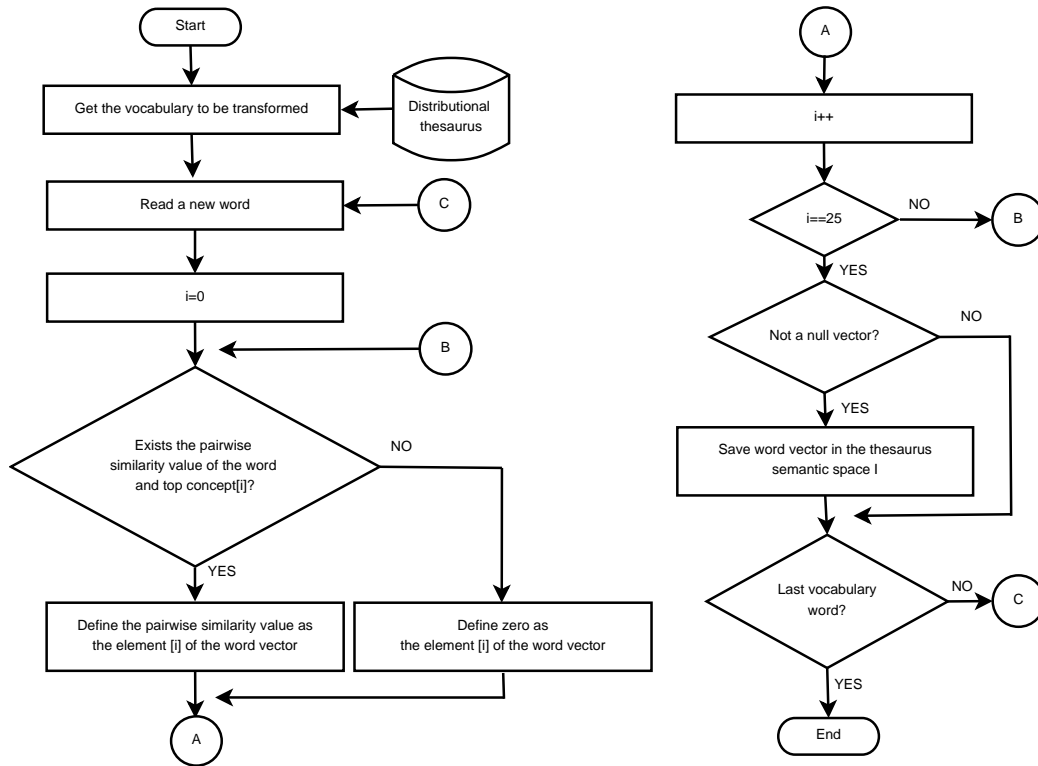 Start
Get the vocabulary to be transformed
Distributional
thesaurus
Read a new word
C
i=0
B
Exists the pairwise
similarity value of the word
and top concept[i]?
NO
YES
Define the pairwise similarity value as
the element [i] of the word vector
Define zero as
the element [i] of the word vector
A
A
i++
i==25
NO
B
YES
Not a null vector?
NO
YES
Save word vector in the thesaurus
semantic space I
Last vocabulary
word?
NO
C
YES
End